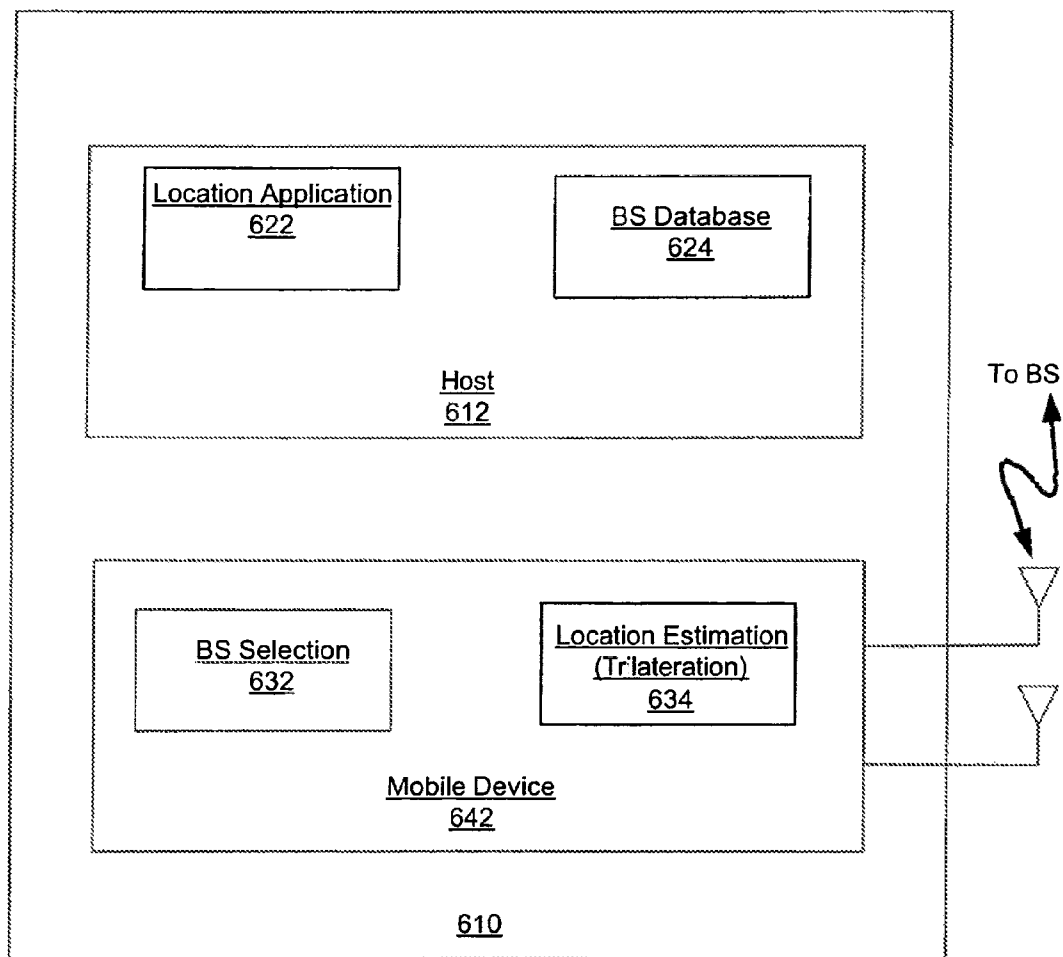 Location Application
622
BS Database
624
Host
612
To BS
BS Selection
632
Location Estimation
(Trilateration)
634
Mobile Device
642
610